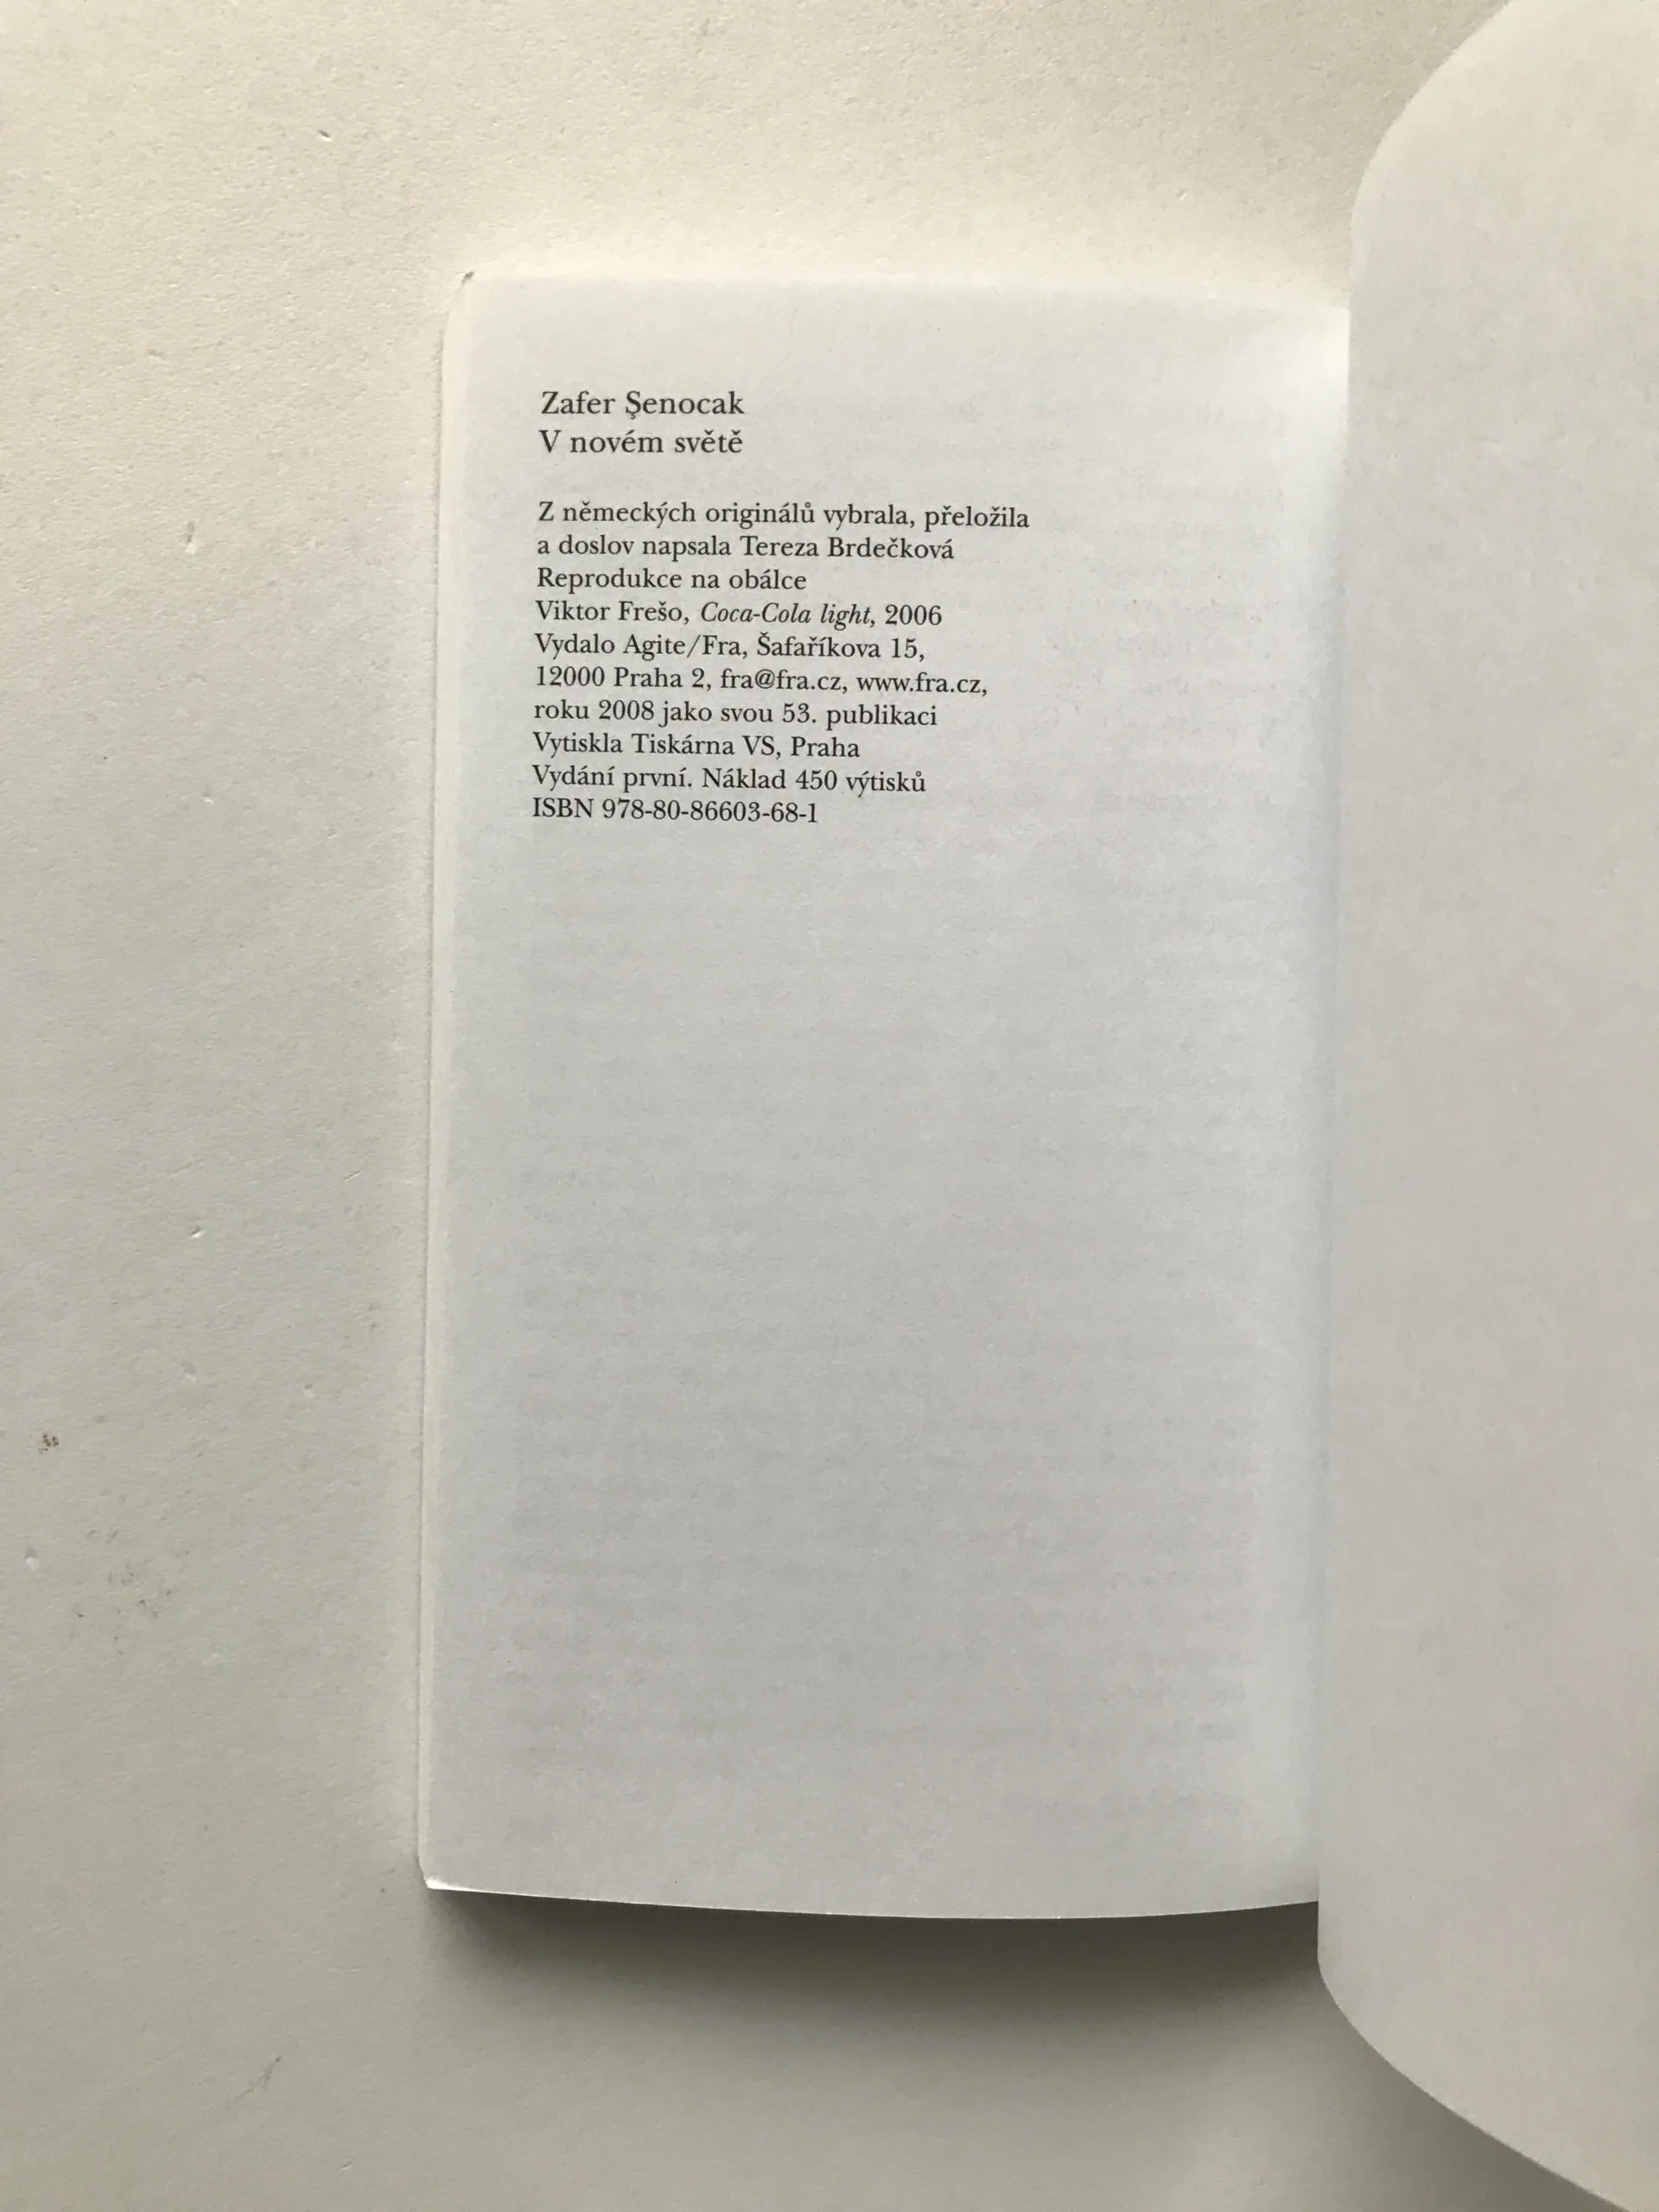 Zafer Şenocak
V novém světě
Z německých originálů vybrala, přeložila
a doslov napsala Tereza Brdečková
Reprodukce na obálce
Viktor Frešo, Coca-Cola light, 2006
Vydalo Agite/Fra, Šafaříkova 15,
12000 Praha 2, fra@fra.cz, www.fra.cz,
roku 2008 jako svou 53. publikaci
Vytiskla Tiskárna VS, Praha
Vydání první. Náklad 450 výtisků
ISBN 978-80-86603-68-1